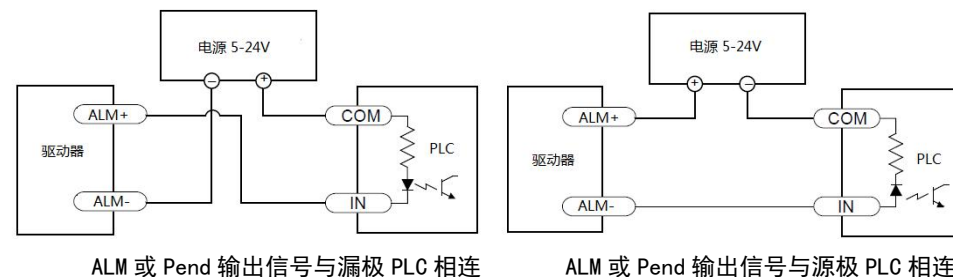 电源 5-24V
ALM+
驱动器
ALM-
COM
PLC
IN
ALM 或 Pend 输出信号与漏极 PLC 相连
电源 5-24V
ALM+
驱动器
ALM-
COM
PLC
IN
ALM 或 Pend 输出信号与源极 PLC 相连